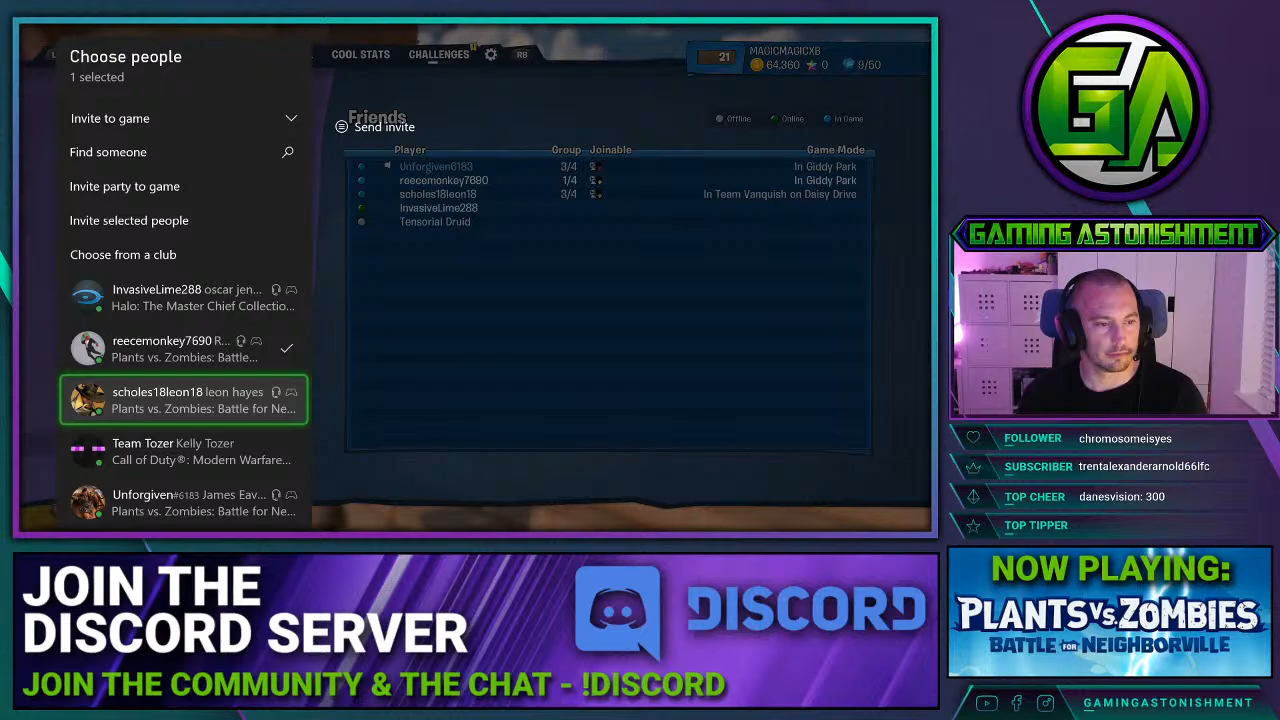 Choose people
1 selected
Invite to game
Find someone
Invite party to game
Invite selected people
Choose from a club
InvasiveLime288 oscar jen...
Halo: The Master Chief Collectio...
reecemonkey7690 R...
Plants vs. Zombies: Battle...
scholes18leon18 leon hayes
Plants vs. Zombies: Battle for Ne...
Team Tozer Kelly Tozer
Call of Duty®: Modern Warfare...
Unforgiven#6183 James Eav...
Plants vs. Zombies: Battle for Ne...
COOL STATS
CHALLENGES
RB
21
MAGICMAGICXB
64,360
0
9/50
Friends
Send invite
Offline
Online
In Game
Player Group Joinable Game Mode
Unforgiven6183 3/4 In Giddy Park
reecemonkey7690 1/4 In Giddy Park
scholes18leon18 3/4 In Team Vanquish on Daisy Drive
InvasiveLime288
Tensorial Druid
GA
GAMING ASTONISHMENT
FOLLOWER chromosomeisyes
SUBSCRIBER trentalexanderarnold66lfc
TOP CHEER danesvision: 300
TOP TIPPER
JOIN THE
DISCORD SERVER
DISCORD
JOIN THE COMMUNITY & THE CHAT - !DISCORD
NOW PLAYING:
PLANTS VS. ZOMBIES
BATTLE FOR NEIGHBORVILLE
GAMINGASTONISHMENT